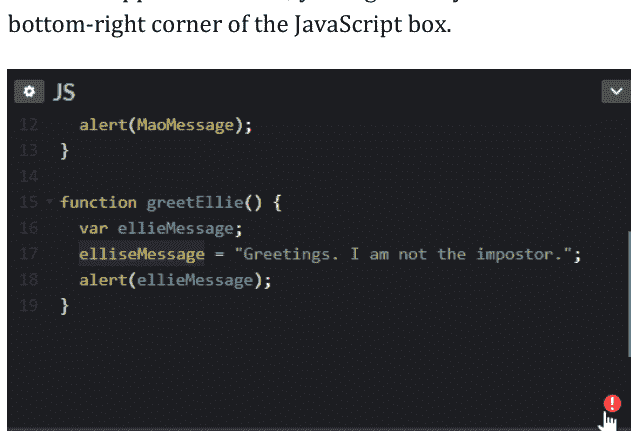 bottom-right corner of the JavaScript box.
JS
12 alert(MaoMessage);
13 }
14
15 function greetEllie() {
16 var ellieMessage;
17 elliseMessage = "Greetings. I am not the impostor.";
18 alert(ellieMessage);
19 }
!